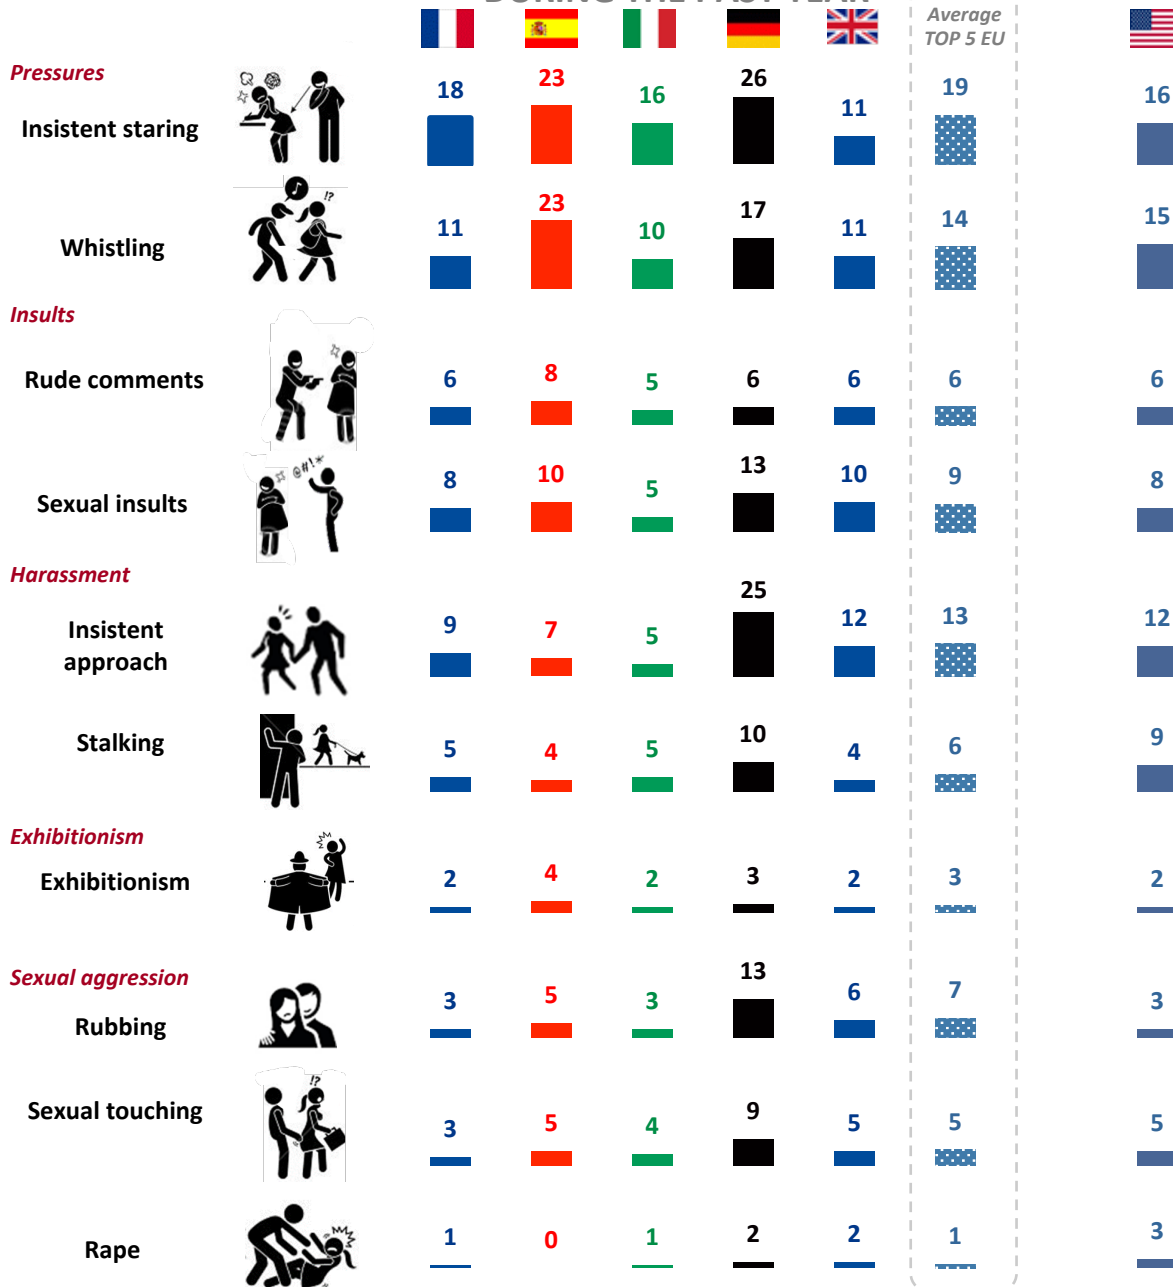 DURING THE PAST YEAR
Average
TOP 5 EU
Pressures
Insistent staring
18 23 16 26 11 19 16
!?
Whistling
11 23 10 17 11 14 15
Insults
Rude comments
6 8 5 6 6 6 6
@#!*
Sexual insults
8 10 5 13 10 9 8
Harassment
Insistent
approach
9 7 5 25 12 13 12
Stalking
5 4 5 10 4 6 9
Exhibitionism
Exhibitionism
2 4 2 3 2 3 2
Sexual aggression
Rubbing
3 5 3 13 6 7 3
!?
Sexual touching
3 5 4 9 5 5 5
Rape
1 0 1 2 2 1 3